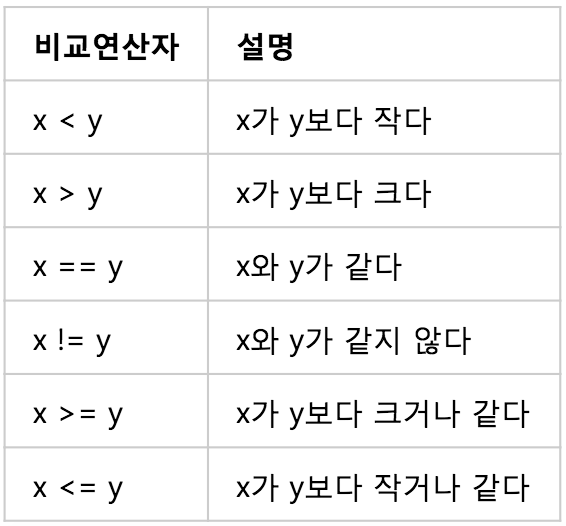 비교연산자 설명
x < y x가 y보다 작다
x > y x가 y보다 크다
x == y x와 y가 같다
x != y x와 y가 같지 않다
x >= y x가 y보다 크거나 같다
x <= y x가 y보다 작거나 같다